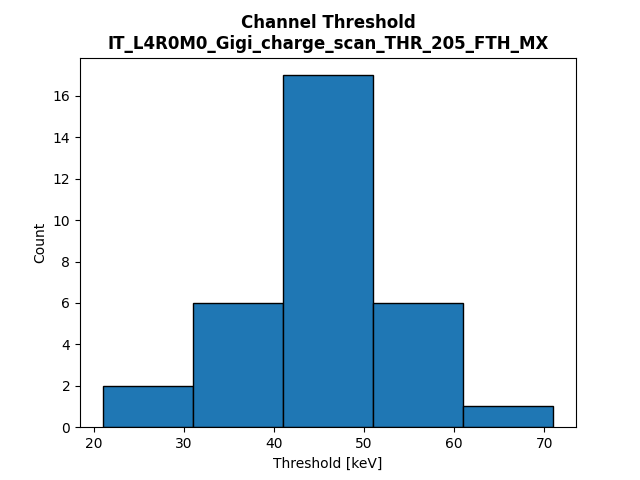 Channel Threshold
IT_L4R0M0_Gigi_charge_scan_THR_205_FTH_MX
16
14
12
10
8
6
4
2
0
Count
20 30 40 50 60 70
Threshold [keV]